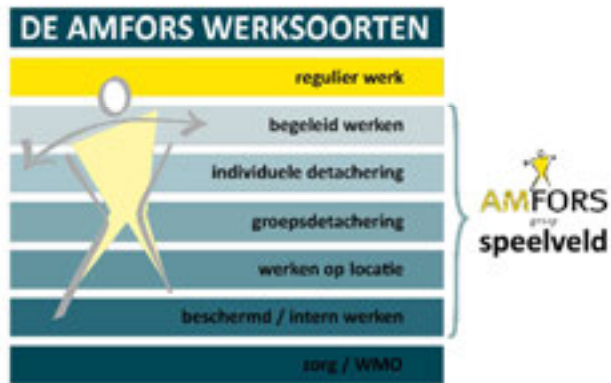 DE AMFORS WERKSOORTEN
regulier werk
begeleid werken
individuele detachering
groepsdetachering
werken op locatie
beschermd / intern werken
zorg / WMO
AMFORS
groep
speelveld